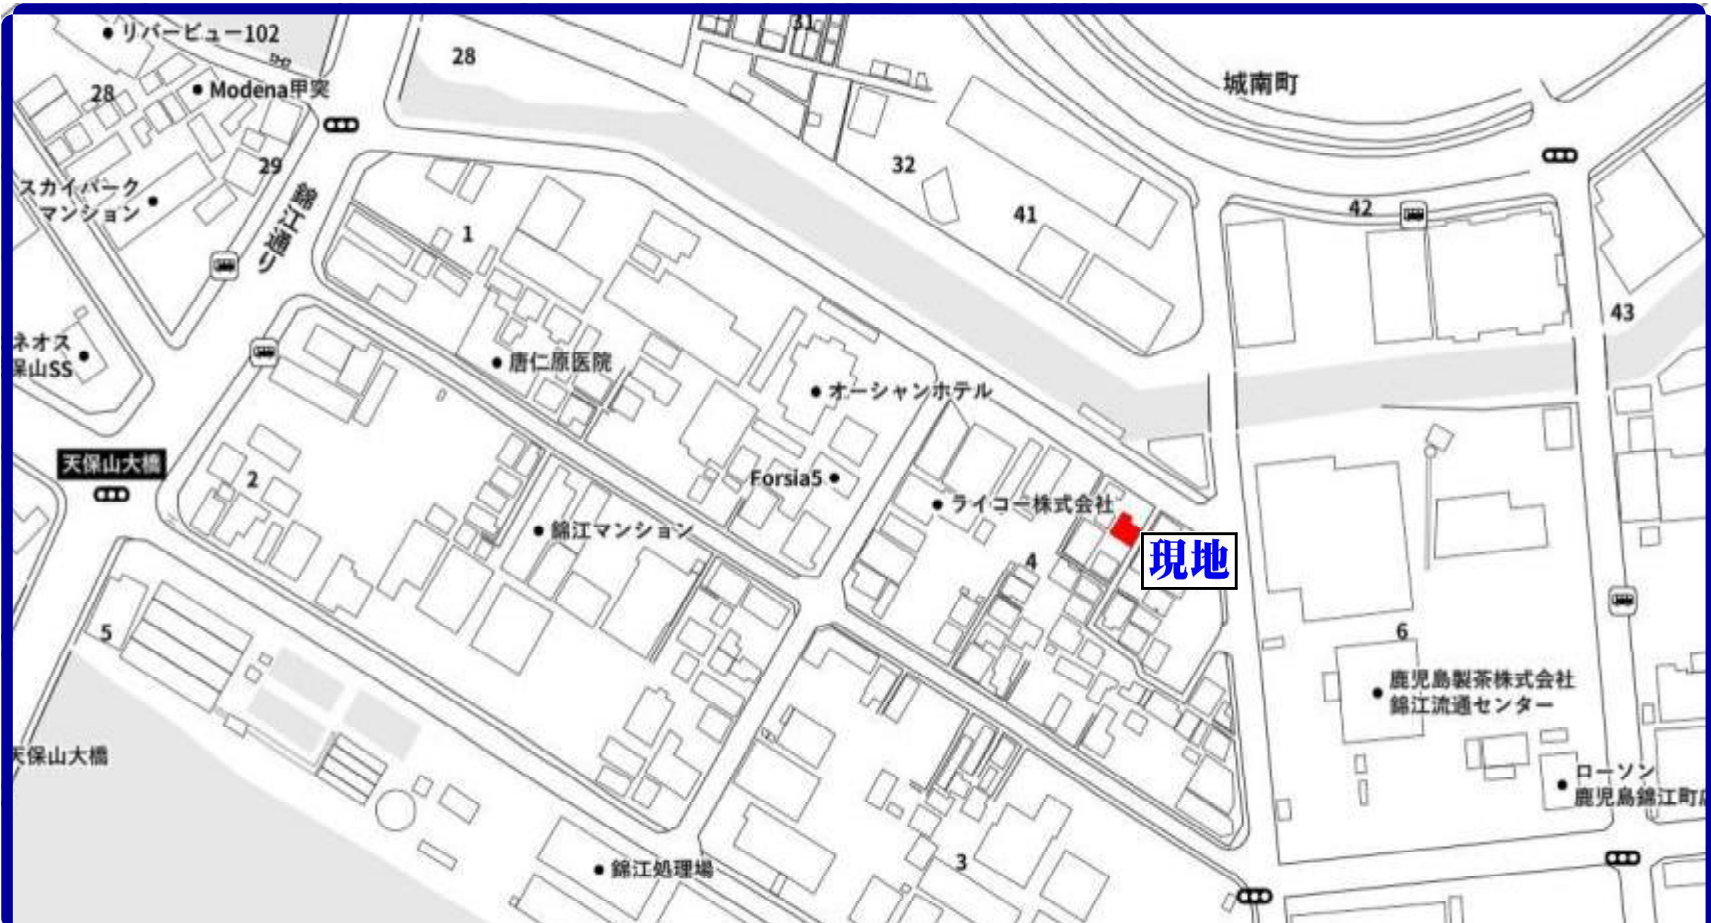 リバービュー102
28
31
28
Modena甲突
城南町
29
32
スカイパーク
マンション
錦江通り
1
41
42
43
ネオス
保山SS
唐仁原医院
オーシャンホテル
天保山大橋
2
Forsia5
ライコー株式会社
錦江マンション
4
現地
5
6
鹿児島製茶株式会社
錦江流通センター
天保山大橋
ローソン
鹿児島錦江町店
錦江処理場
3